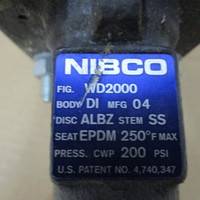 NIBCO
FIG. WD2000
BODY DI MFG 04
DISC ALBZ STEM SS
SEAT EPDM 250°F MAX
PRESS. CWP 200 PSI
U.S. PATENT NO. 4,740,347